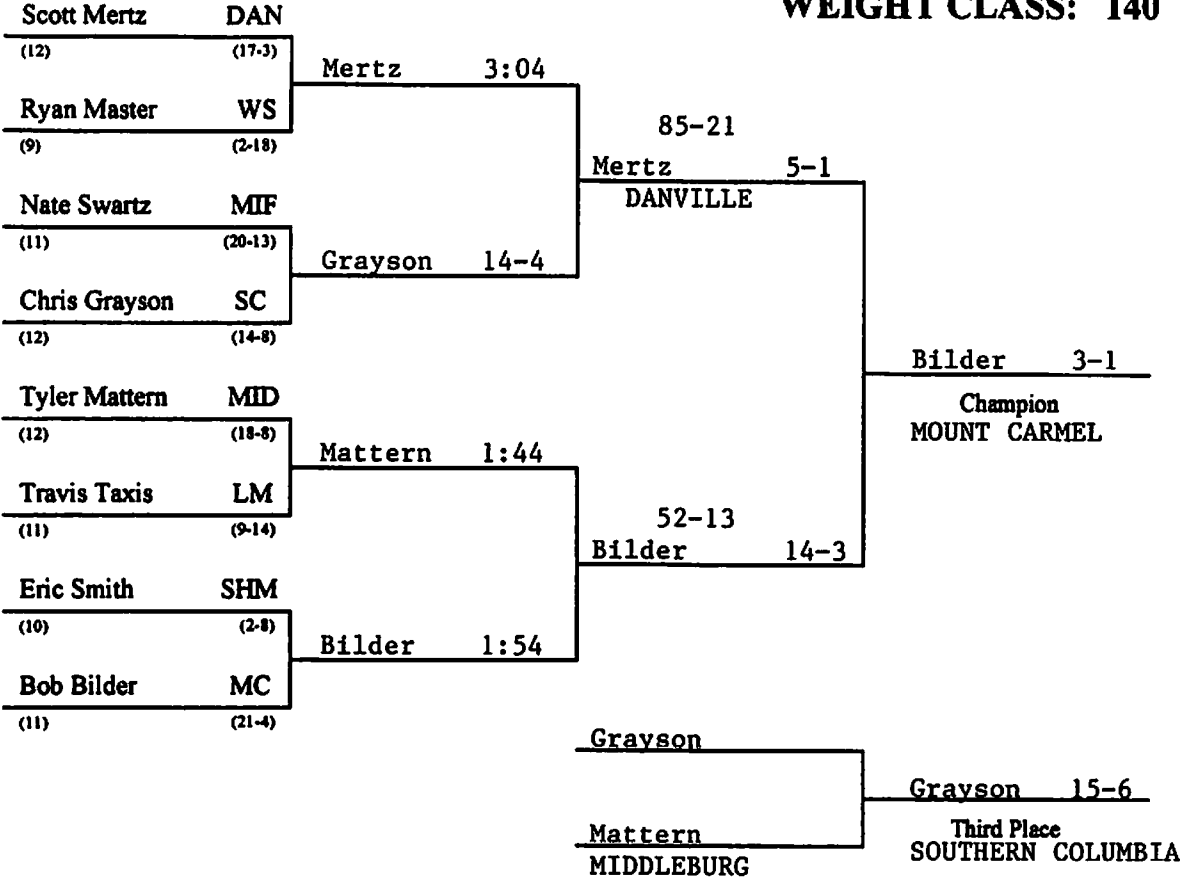 WEIGHT CLASS: 140
Scott Mertz DAN
(12) (17-3)
Mertz 3:04
Ryan Master WS
(9) (2-18)
85-21
Mertz 5-1
DANVILLE
Nate Swartz MIF
(11) (20-13)
Grayson 14-4
Chris Grayson SC
(12) (14-8)
Bilder 3-1
Champion
MOUNT CARMEL
Tyler Mattern MID
(12) (18-8)
Mattern 1:44
Travis Taxis LM
(11) (9-14)
52-13
Bilder 14-3
Eric Smith SHM
(10) (2-8)
Bilder 1:54
Bob Bilder MC
(11) (21-4)
Grayson
Grayson 15-6
Third Place
SOUTHERN COLUMBIA
Mattern
MIDDLEBURG